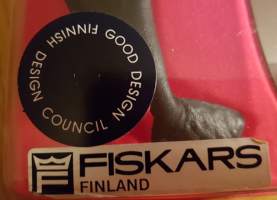 GOOD DESIGN
COUNCIL
DESIGN
FINNISH
FISKARS
FINLAND